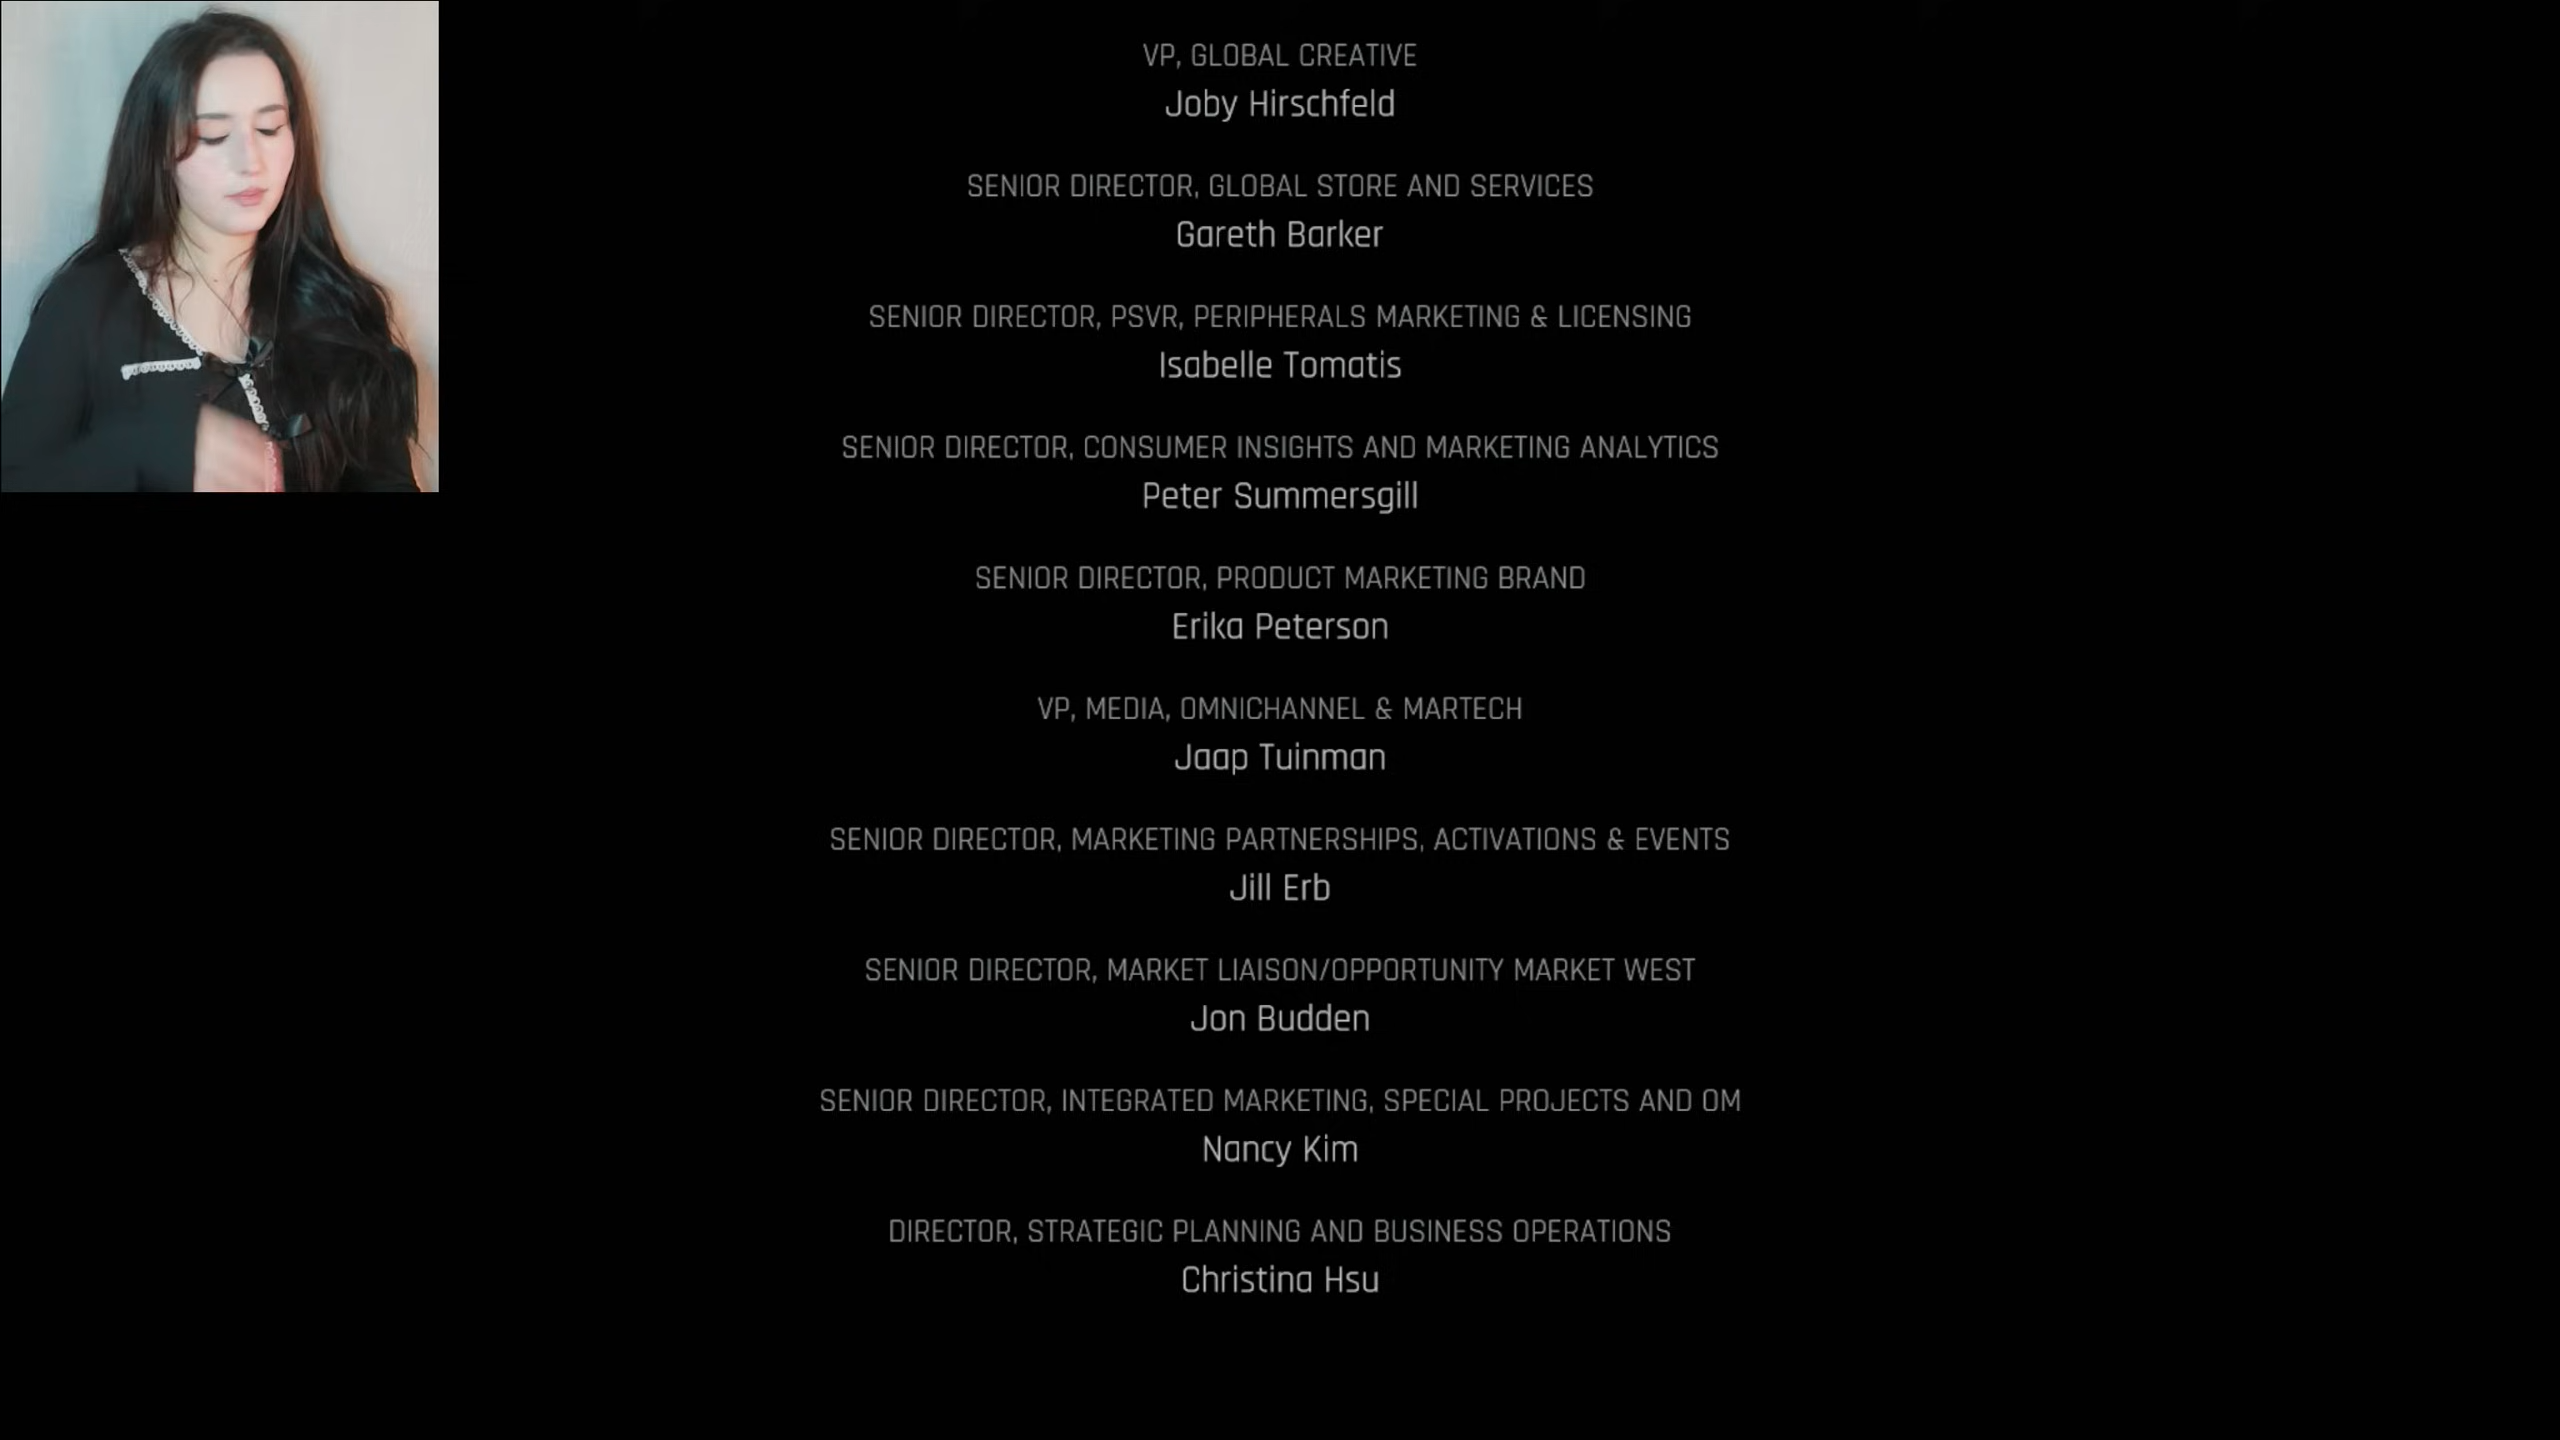 VP, GLOBAL CREATIVE
Joby Hirschfeld
SENIOR DIRECTOR, GLOBAL STORE AND SERVICES
Gareth Barker
SENIOR DIRECTOR, PSVR, PERIPHERALS MARKETING & LICENSING
Isabelle Tomatis
SENIOR DIRECTOR, CONSUMER INSIGHTS AND MARKETING ANALYTICS
Peter Summersgill
SENIOR DIRECTOR, PRODUCT MARKETING BRAND
Erika Peterson
VP, MEDIA, OMNICHANNEL & MARTECH
Jaap Tuinman
SENIOR DIRECTOR, MARKETING PARTNERSHIPS, ACTIVATIONS & EVENTS
Jill Erb
SENIOR DIRECTOR, MARKET LIAISON/OPPORTUNITY MARKET WEST
Jon Budden
SENIOR DIRECTOR, INTEGRATED MARKETING, SPECIAL PROJECTS AND OM
Nancy Kim
DIRECTOR, STRATEGIC PLANNING AND BUSINESS OPERATIONS
Christina Hsu